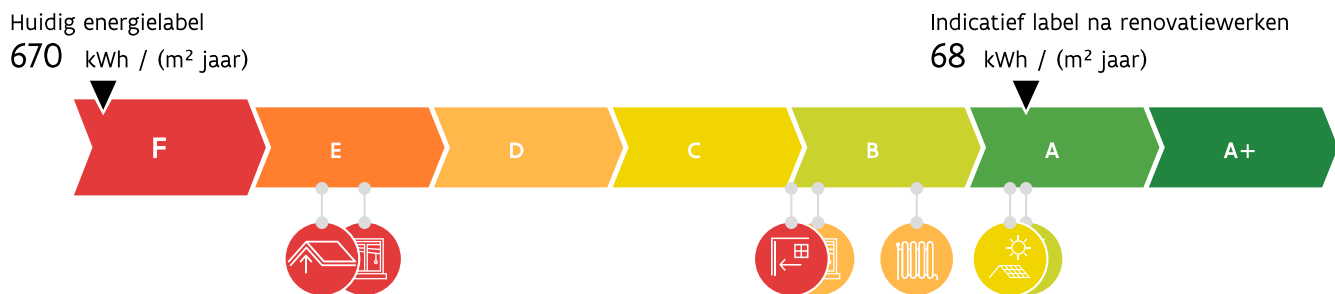 Huidig energielabel
670 kWh / (m² jaar)
Indicatief label na renovatiewerken
68 kWh / (m² jaar)
F E D C B A A+